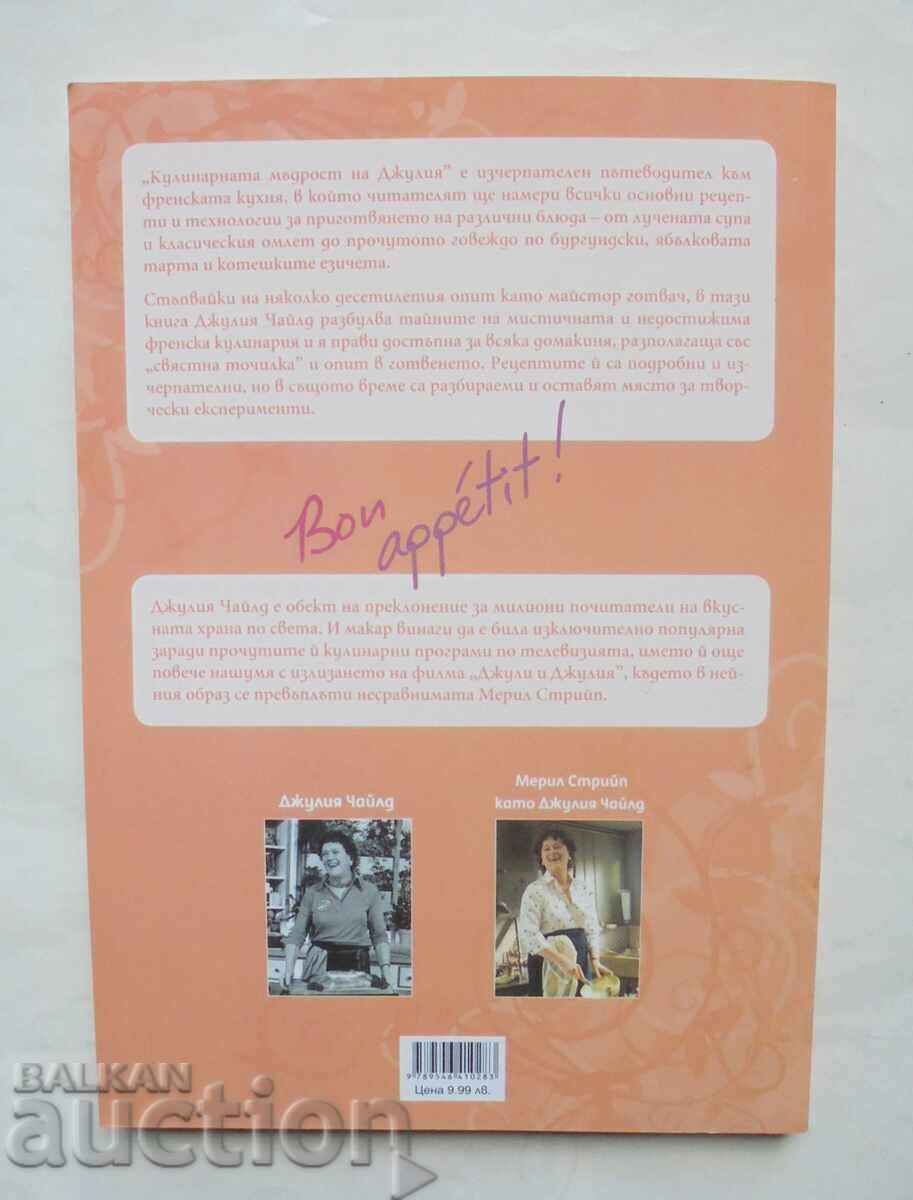 „Кулинарната мъдрост на Джулия” е изчерпателен пътеводител към
френската кухня, в който читателят ще намери всички основни рецеп-
ти и технологии за приготвянето на различни блюда – от лучената супа
и класическия омлет до прочутото говеждо по бургундски, ябълковата
тарта и котешките езичета.
Стъпвайки на няколко десетилетия опит като майстор готвач, в тази
книга Джулия Чайлд разбулва тайните на мистичната и недостижима
френска кулинария и я прави достъпна за всяка домакиня, разполагаща със
„свястна точилка” и опит в готвенето. Рецептите ѝ са подробни и из-
черпателни, но в същото време са разбираеми и оставят място за твор-
чески експерименти.
Bon
appétit!
Джулия Чайлд е обект на преклонение за милиони почитатели на вкус-
ната храна по света. И макар винаги да е била изключително популярна
заради прочутите ѝ кулинарни програми по телевизията, името ѝ още
повече нашумя с излизането на филма „Джули и Джулия”, където в ней-
ния образ се превъплъти несравнимата Мерил Стрийп.
Джулия Чайлд
Мерил Стрийп
като Джулия Чайлд
9 789546 410283
Цена 9.99 лв.
BALKAN
auction